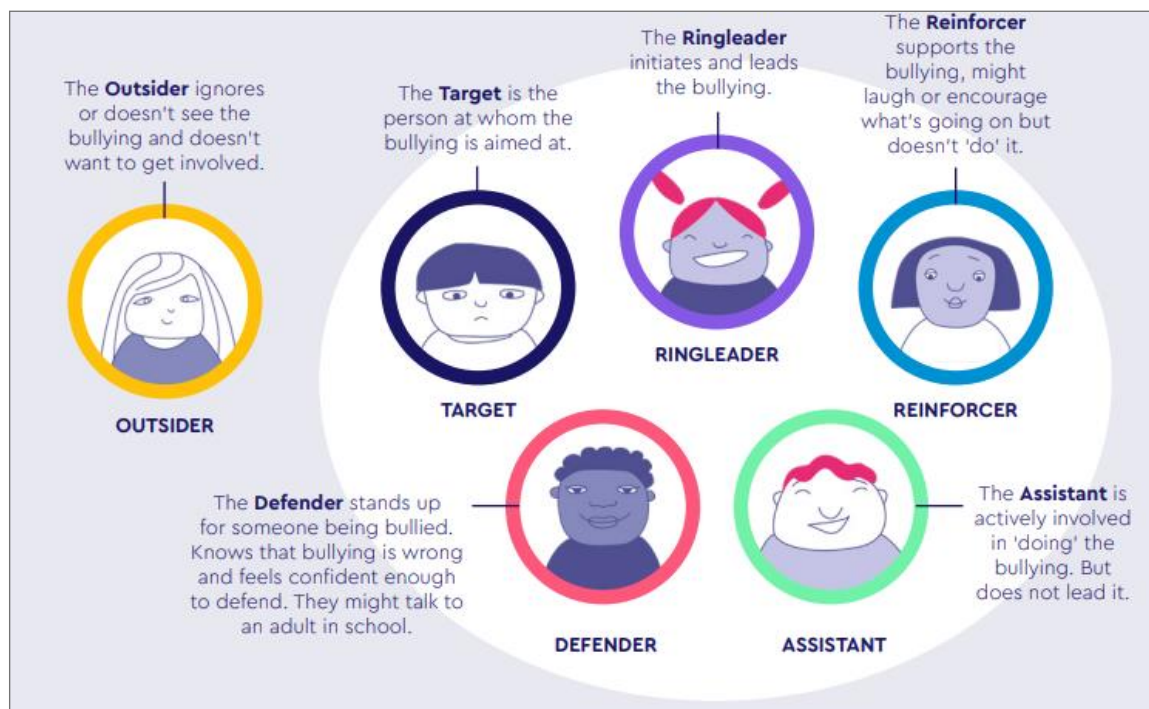 The Outsider ignores
or doesn't see the
bullying and doesn't
want to get involved.
OUTSIDER
The Target is the
person at whom the
bullying is aimed at.
TARGET
The Ringleader
initiates and leads
the bullying.
RINGLEADER
The Reinforcer
supports the
bullying, might
laugh or encourage
what's going on but
doesn't 'do' it.
REINFORCER
The Defender stands up
for someone being bullied.
Knows that bullying is wrong
and feels confident enough
to defend. They might talk to
an adult in school.
DEFENDER
The Assistant is
actively involved
in 'doing' the
bullying. But
does not lead it.
ASSISTANT